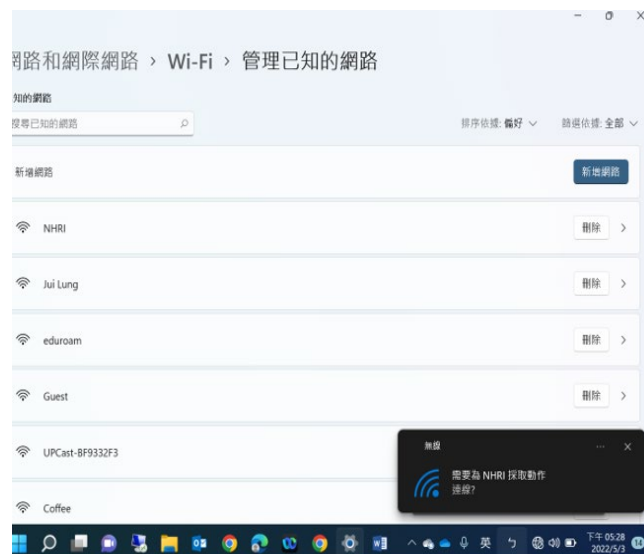 網路和網際網路 › Wi-Fi › 管理已知的網路
知的網路
搜尋已知的網路
排序依據: 偏好
篩選依據: 全部
新增網路
新增網路
NHRI
刪除
Jui Lung
刪除
eduroam
刪除
Guest
刪除
UPCast-BF9332F3
Coffee
無線
需要為 NHRI 採取動作
連線?
英
ㄅ
下午 05:28
2022/5/3